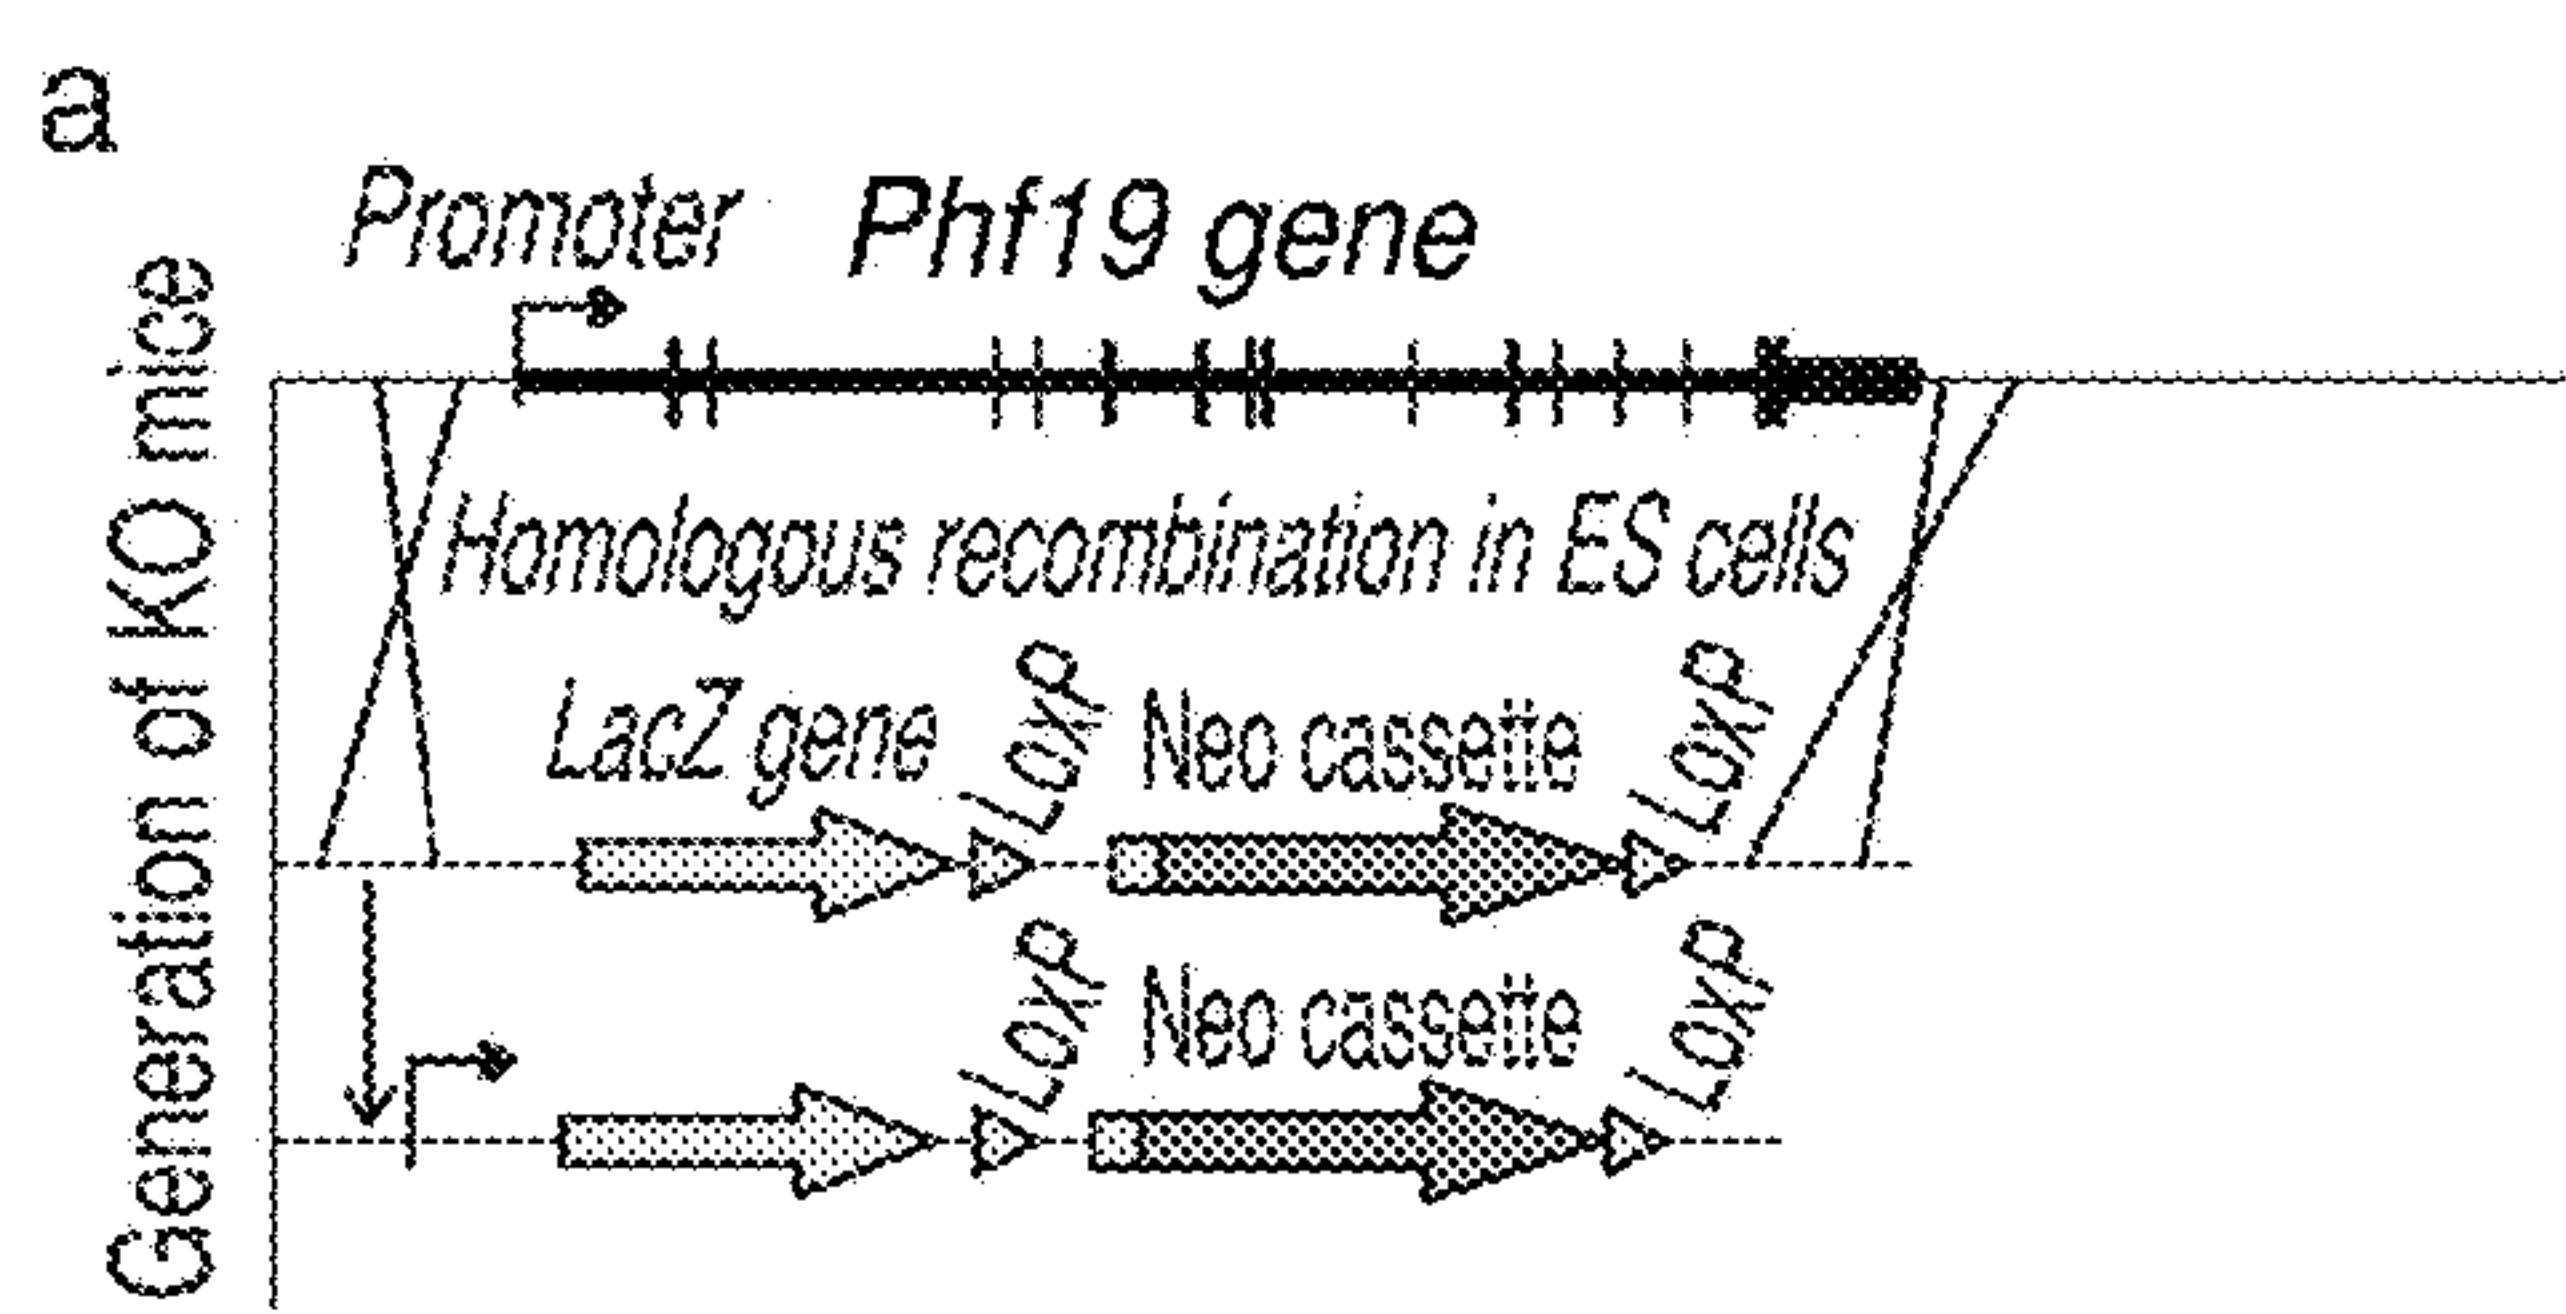 a
Generation of KO mice
Promoter Phf19 gene
Homologous recombination in ES cells
LacZ gene LoxP Neo cassette LoxP
LoxP Neo cassette LoxP